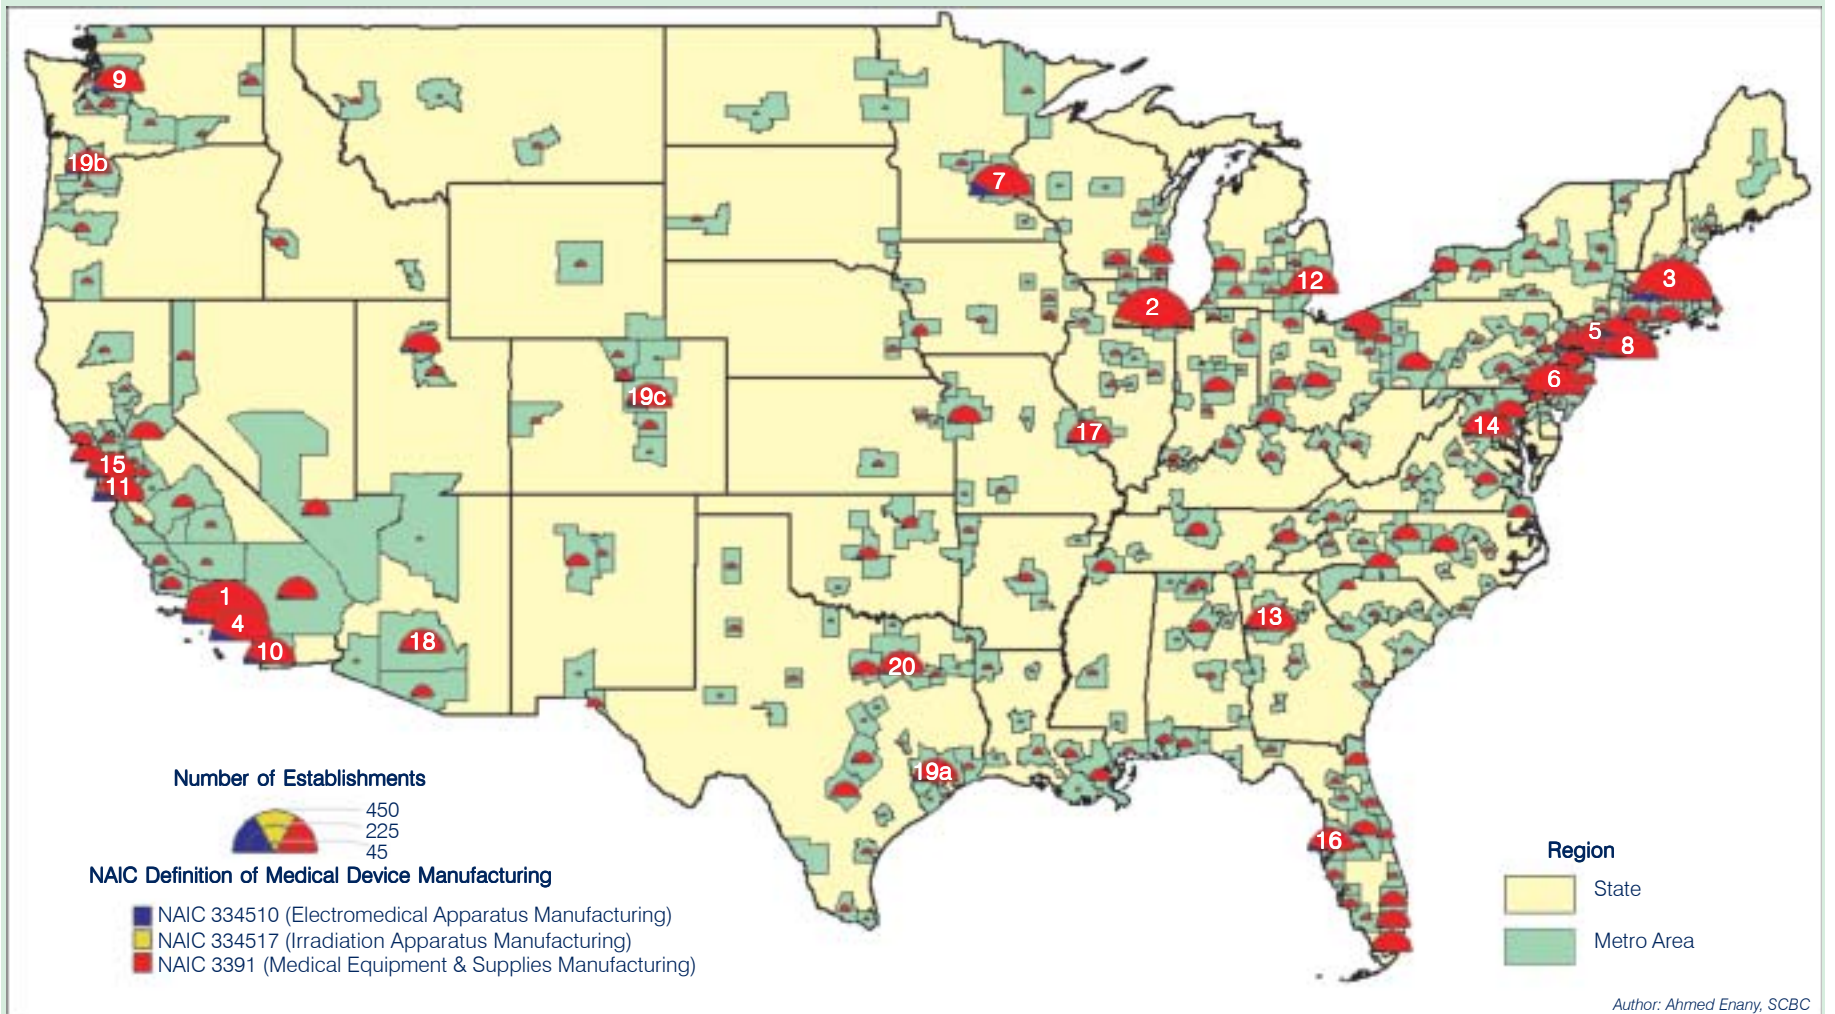 9
19b
7
12
3
2
5
8
6
19c
14
17
15
11
1
4
10
18
13
20
19a
16
Number of Establishments
450
225
45
NAIC Definition of Medical Device Manufacturing
NAIC 334510 (Electromedical Apparatus Manufacturing)
NAIC 334517 (Irradiation Apparatus Manufacturing)
NAIC 3391 (Medical Equipment & Supplies Manufacturing)
Region
State
Metro Area
Author: Ahmed Enany, SCBC